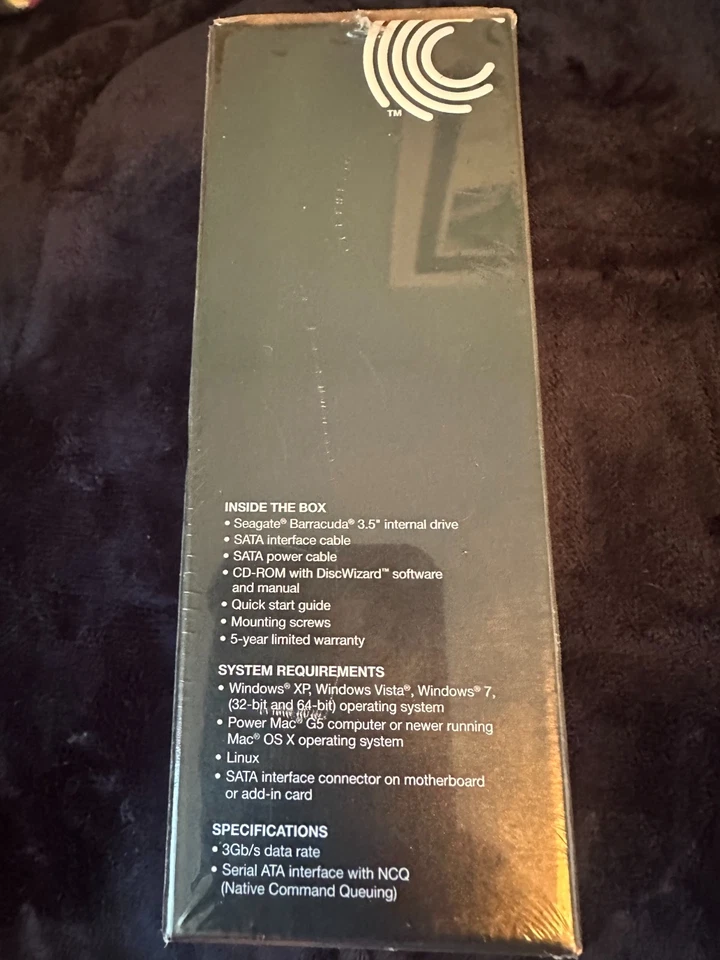 TM
INSIDE THE BOX
• Seagate® Barracuda® 3.5" internal drive
• SATA interface cable
• SATA power cable
• CD-ROM with DiscWizard™ software
and manual
• Quick start guide
• Mounting screws
• 5-year limited warranty
SYSTEM REQUIREMENTS
• Windows® XP, Windows Vista®, Windows® 7,
(32-bit and 64-bit) operating system
• Power Mac® G5 computer or newer running
Mac® OS X operating system
• Linux
• SATA interface connector on motherboard
or add-in card
SPECIFICATIONS
• 3Gb/s data rate
• Serial ATA interface with NCQ
(Native Command Queuing)